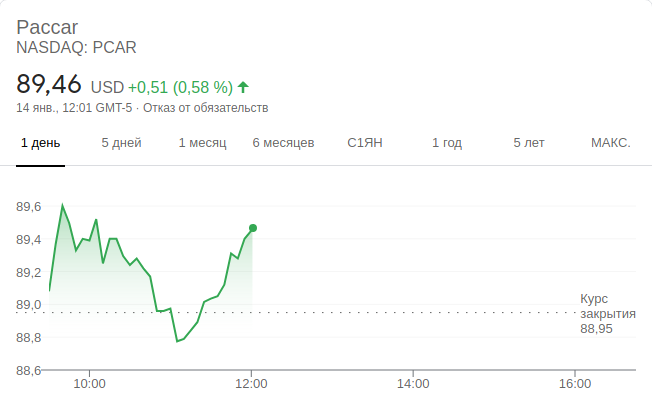 Paccar
NASDAQ: PCAR
89,46 USD +0,51 (0,58 %)
14 янв., 12:01 GMT-5 · Отказ от обязательств
1 день 5 дней 1 месяц 6 месяцев С1ЯН 1 год 5 лет МАКС.
89,6
89,4
89,2
89,0
88,8
88,6
Курс
закрытия
88,95
10:00 12:00 14:00 16:00